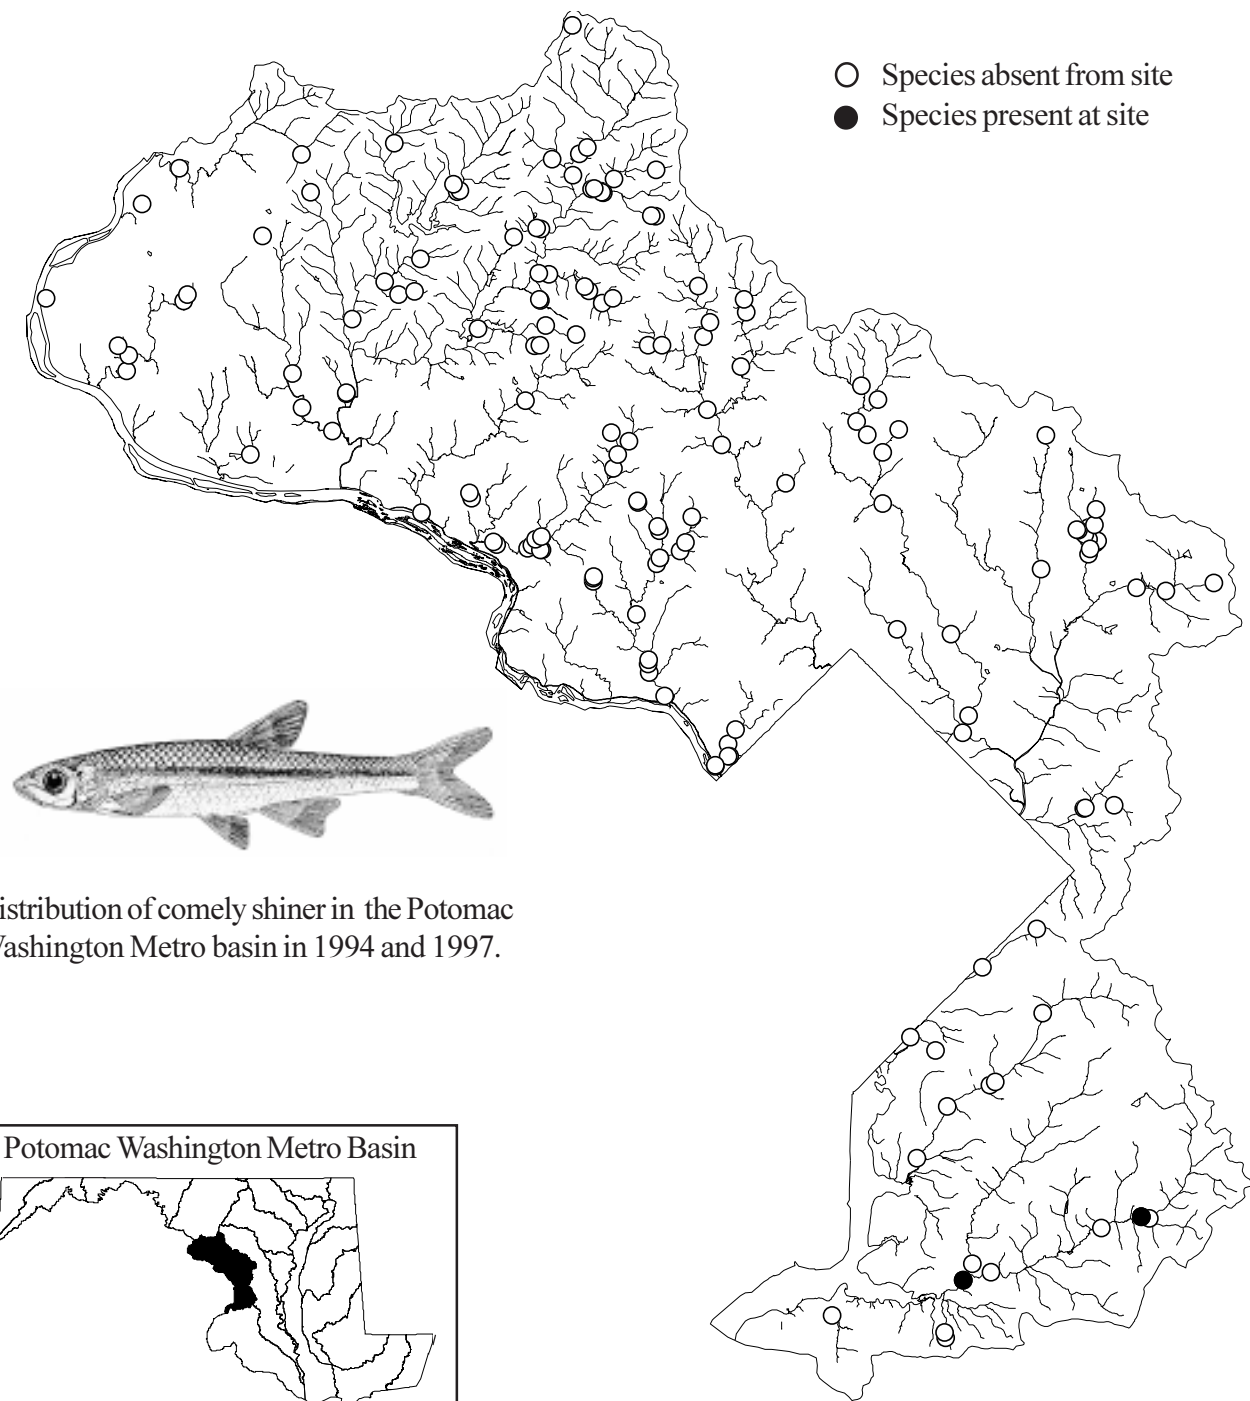 Species absent from site
Species present at site
istribution of comely shiner in the Potomac
Washington Metro basin in 1994 and 1997.
Potomac Washington Metro Basin